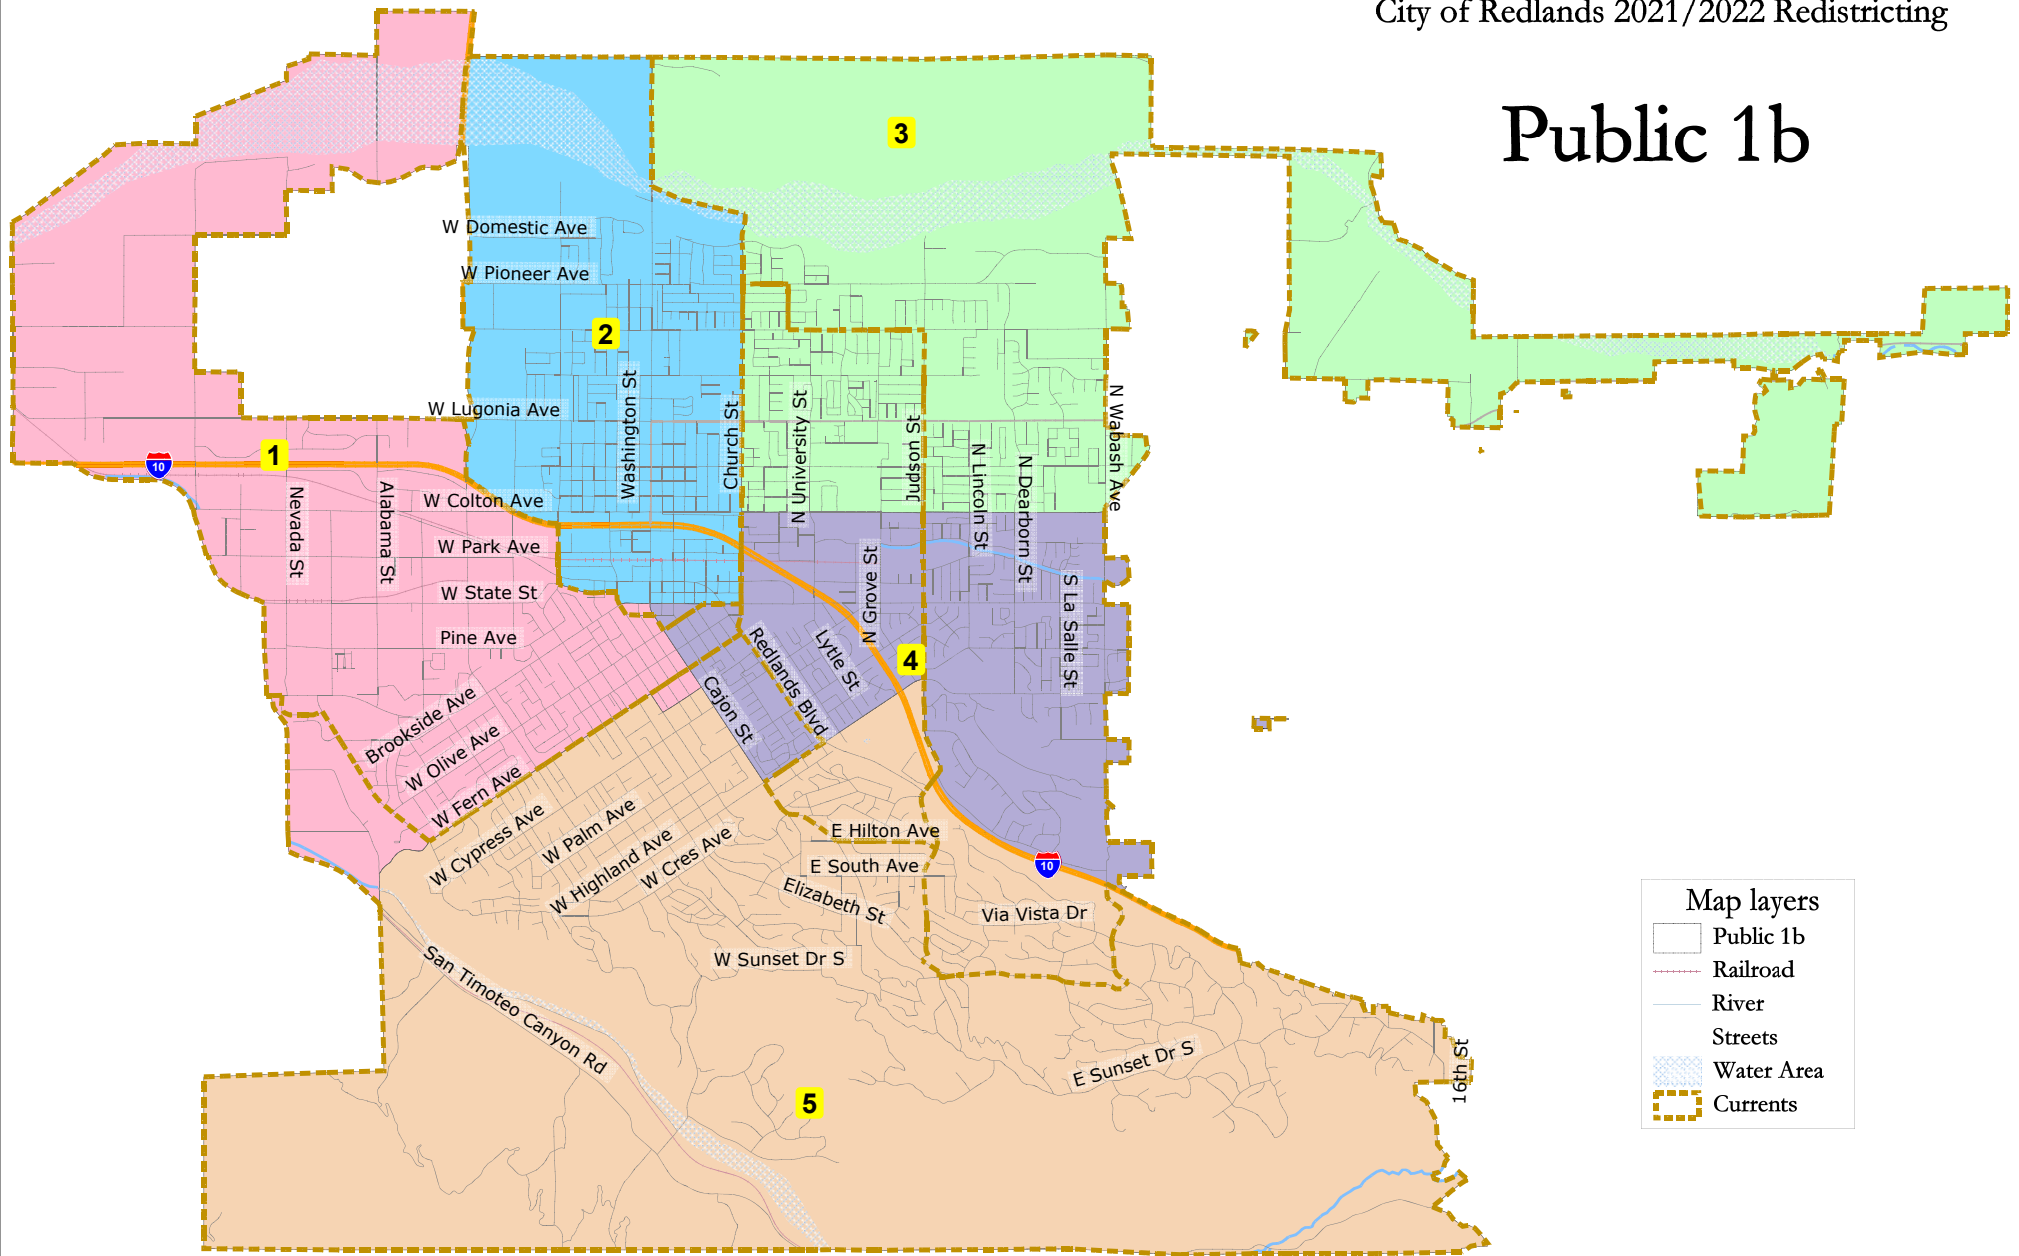 City of Redlands 2021/2022 Redistricting
Public 1b
3
W Domestic Ave
W Pioneer Ave
2
Washington St
W Lugonia Ave
Church St
N University St
Judson St
N Wabash Ave
1
10
Nevada St
Alabama St
W Colton Ave
N Lincoln St
N Dearborn St
W Park Ave
N Grove St
W State St
S La Salle St
Pine Ave
Redlands Blvd
Lytle St
4
Cajon St
Brookside Ave
W Olive Ave
W Fern Ave
W Cypress Ave
W Palm Ave
W Highland Ave
W Cres Ave
E Hilton Ave
E South Ave
10
Elizabeth St
Via Vista Dr
W Sunset Dr S
San Timoteo Canyon Rd
E Sunset Dr S
16th St
5
Map layers
Public 1b
Railroad
River
Streets
Water Area
Currents